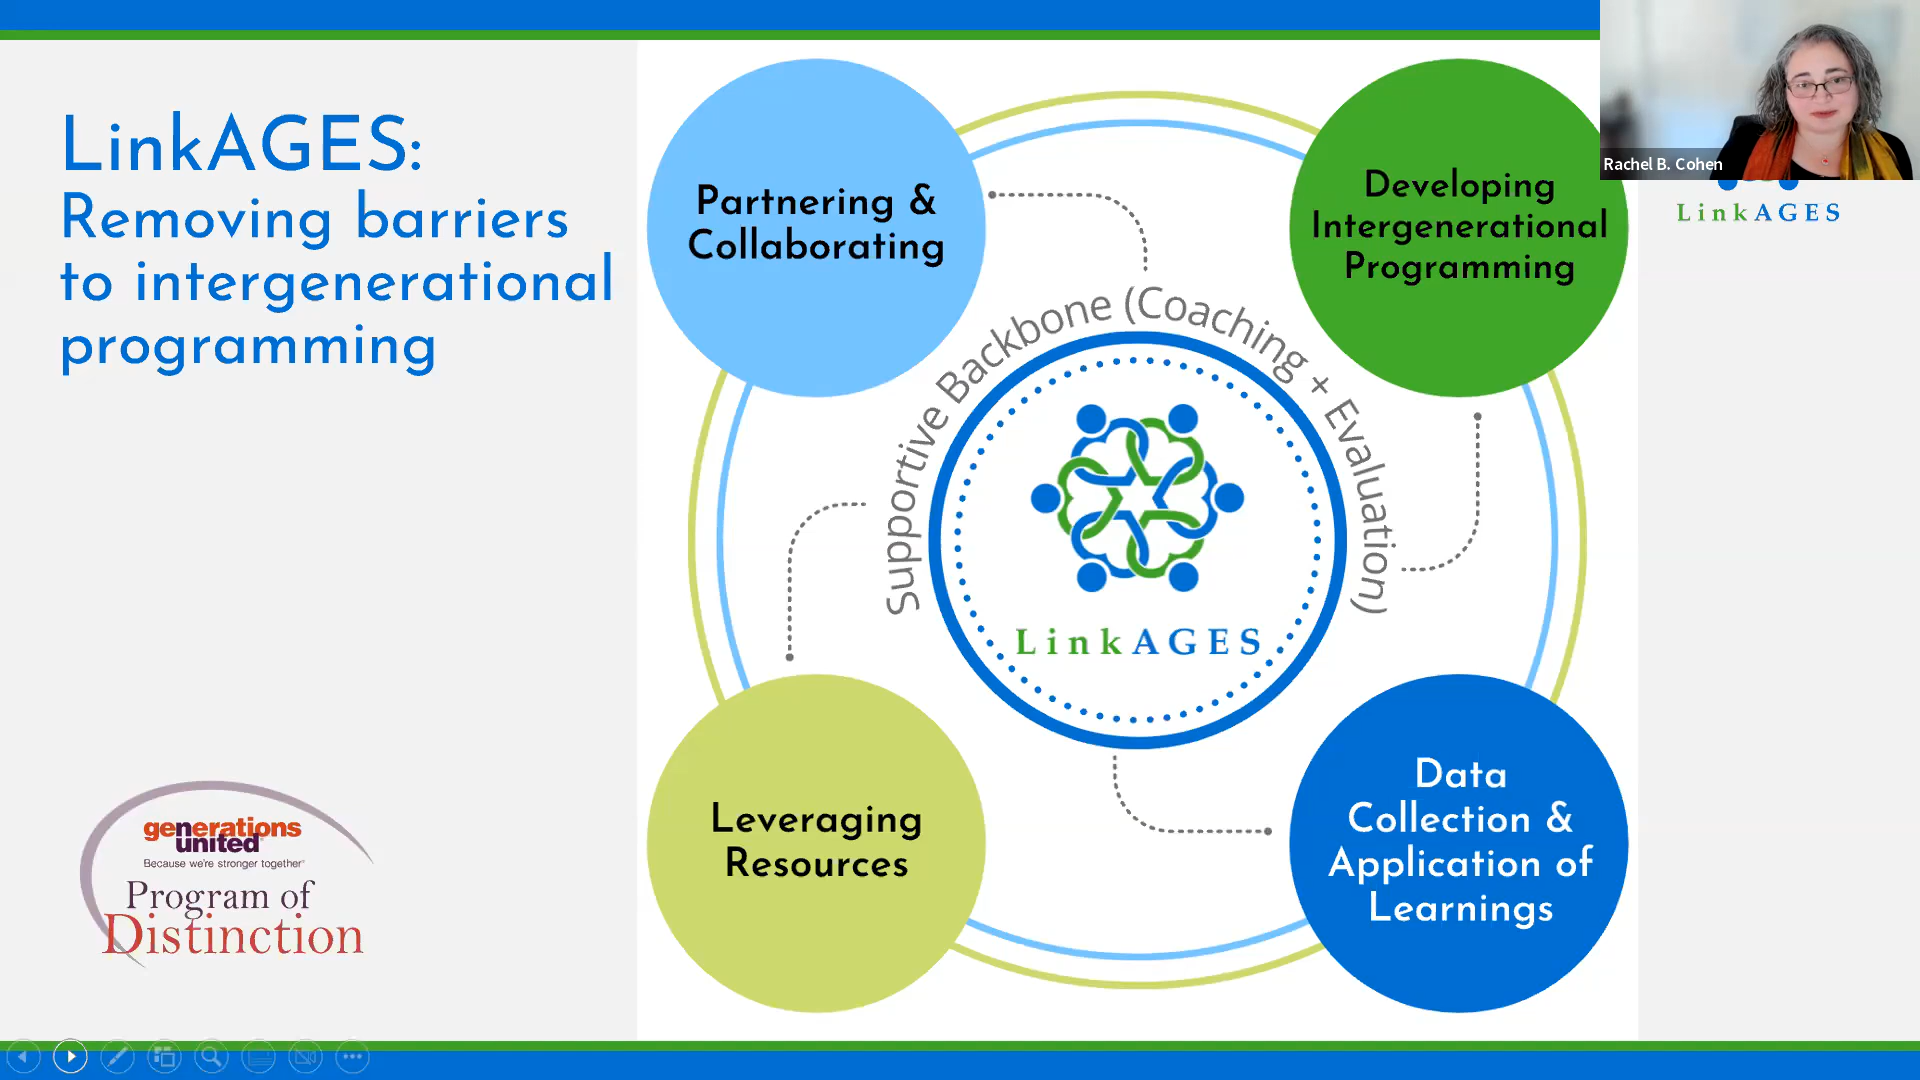 LinkAGES:
Removing barriers
to intergenerational
programming
Partnering &
Collaborating
Developing
Intergenerational
Programming
Rachel B. Cohen
LinkAGES
Supportive Backbone (Coaching + Evaluation)
LinkAGES
Leveraging
Resources
Data
Collection &
Application of
Learnings
generations
united
Because we're stronger together®
Program of
Distinction